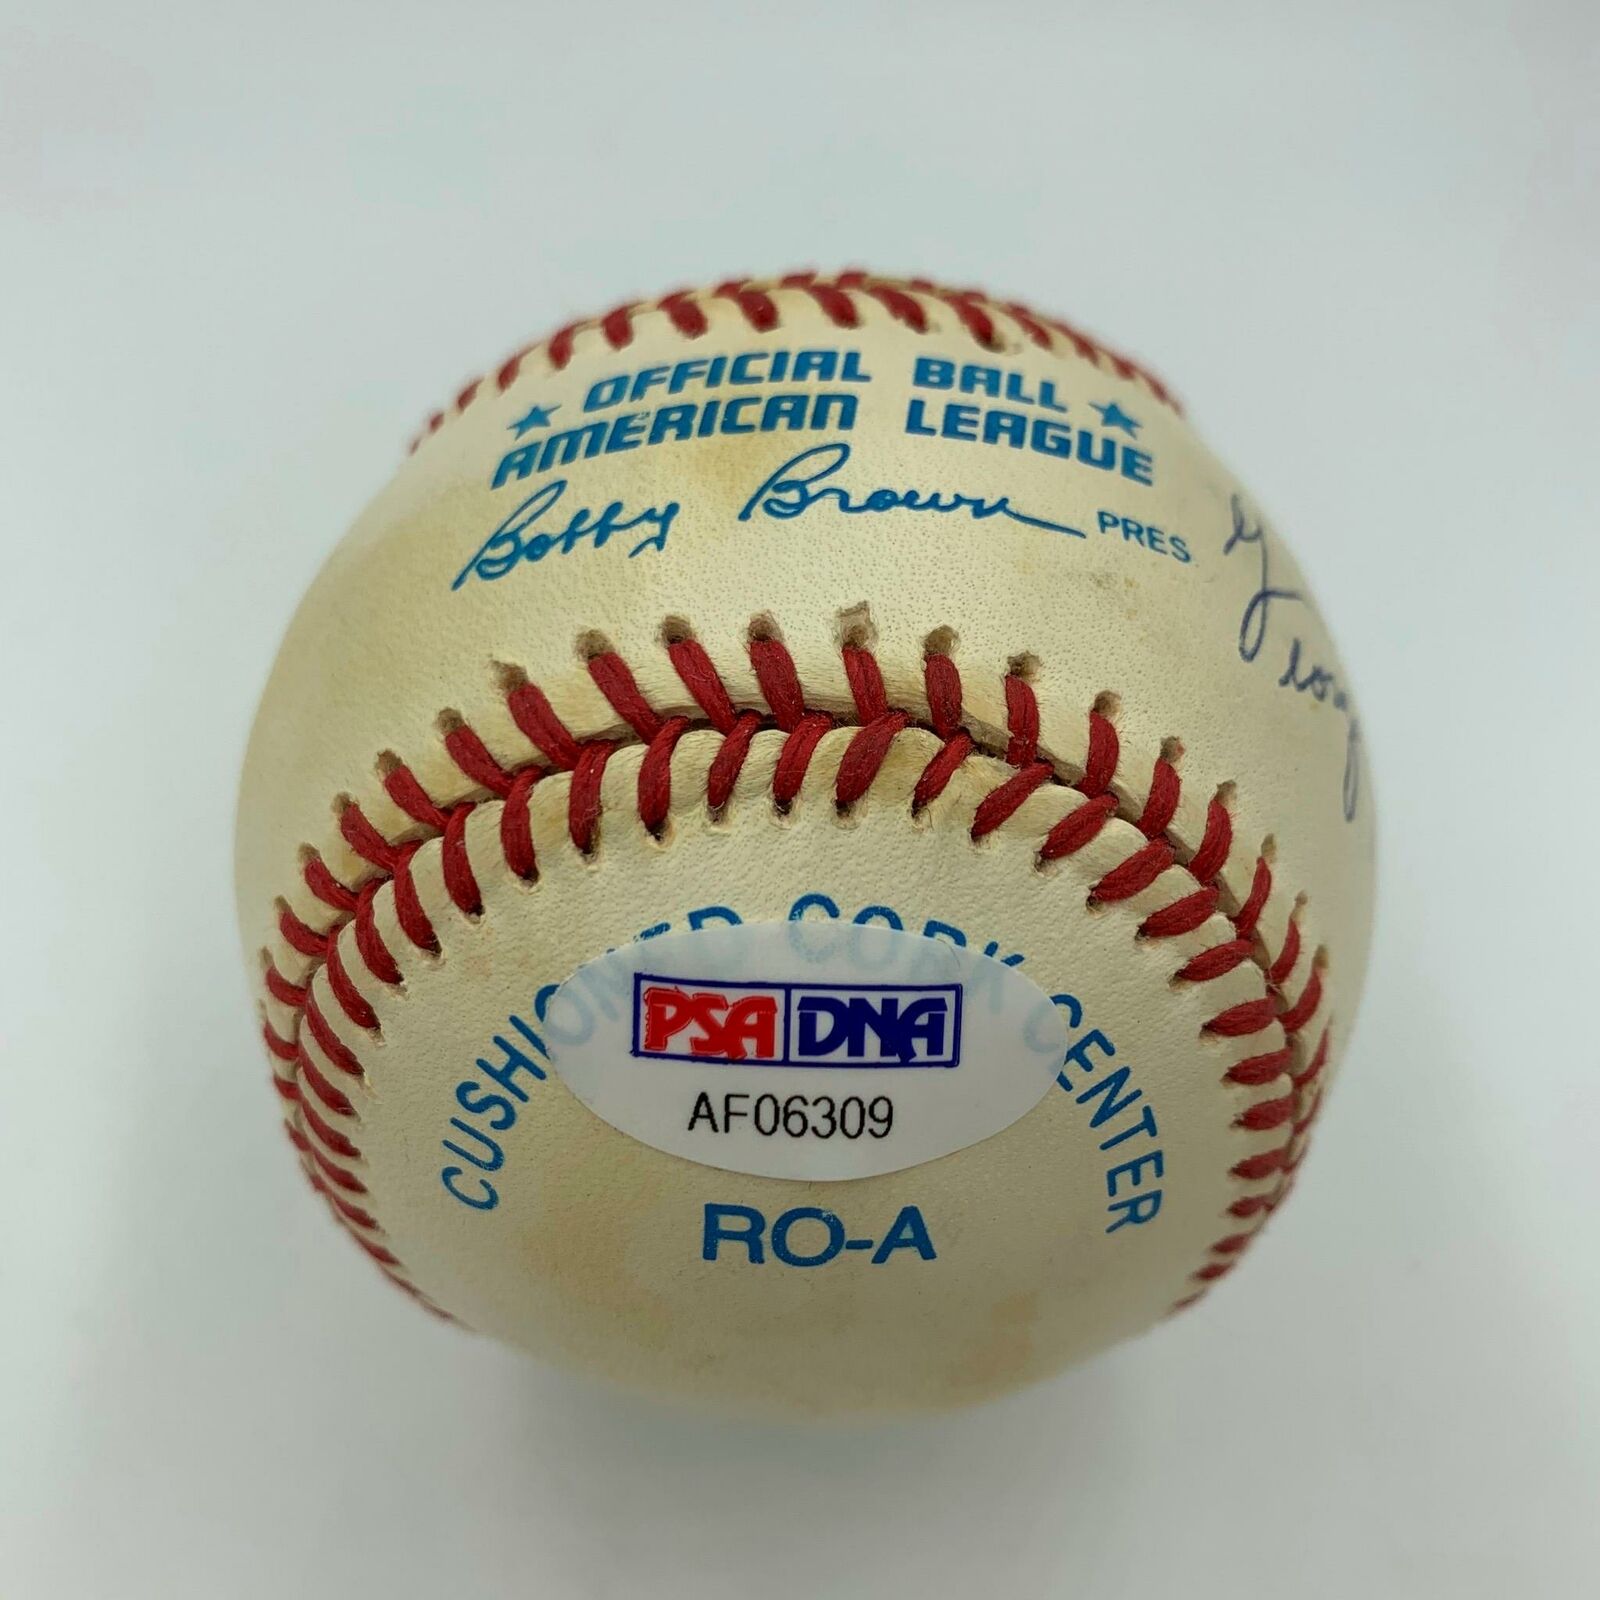 OFFICIAL BALL
AMERICAN LEAGUE
Bobby Brown PRES.
CUSHIONED CORK CENTER
PSA DNA
AF06309
RO-A